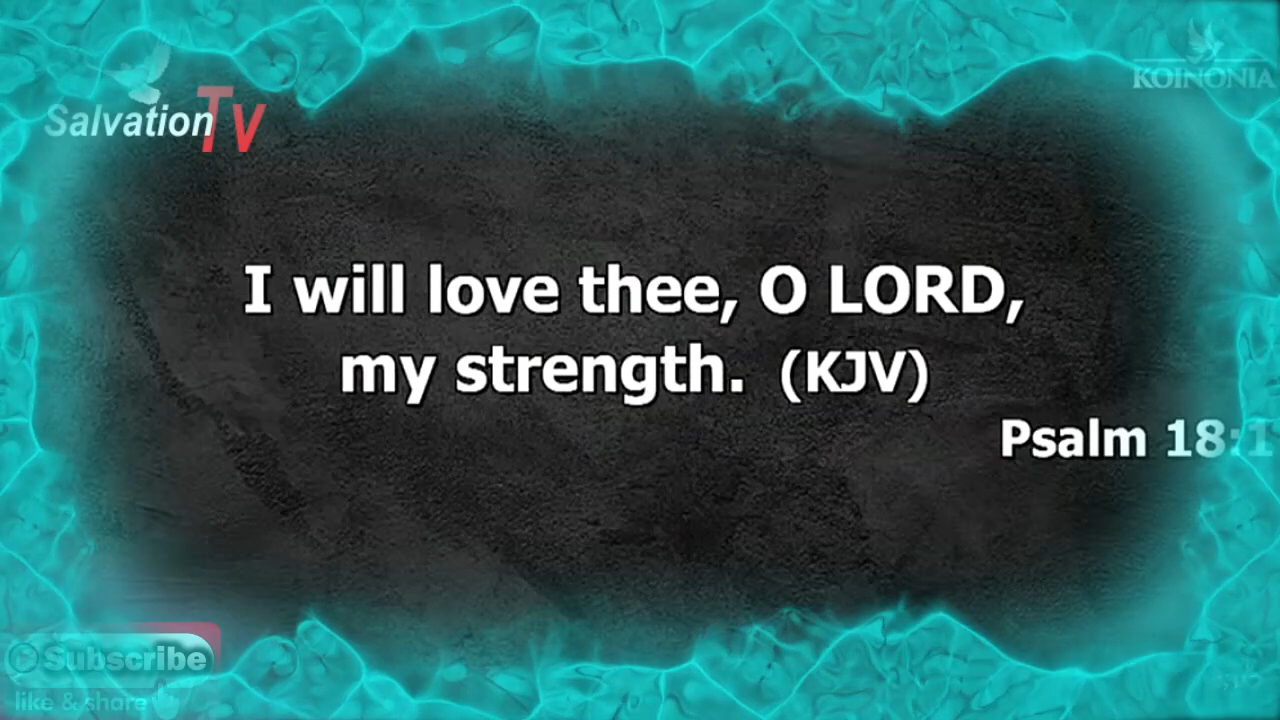 SalvationTV
KOINONIA
I will love thee, O LORD,
my strength. (KJV)
Psalm 18:1
Subscribe
like & share